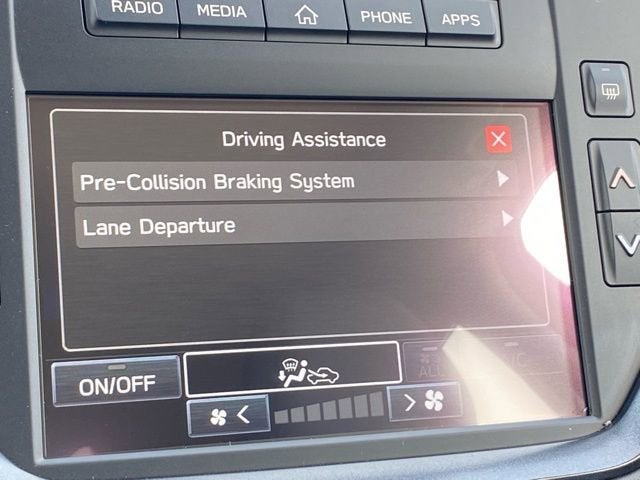 RADIO
MEDIA
PHONE
APPS
Driving Assistance
Pre-Collision Braking System
Lane Departure
ON/OFF